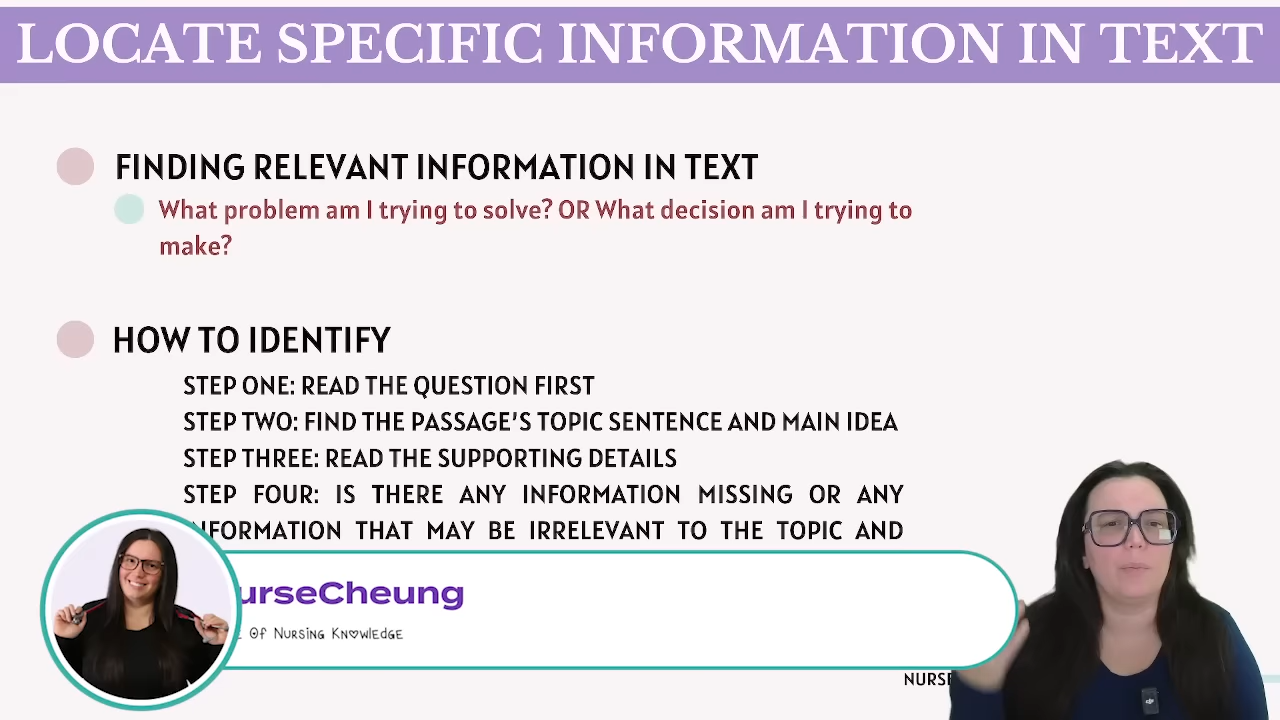 LOCATE SPECIFIC INFORMATION IN TEXT
FINDING RELEVANT INFORMATION IN TEXT
What problem am I trying to solve? OR What decision am I trying to
make?
HOW TO IDENTIFY
STEP ONE: READ THE QUESTION FIRST
STEP TWO: FIND THE PASSAGE'S TOPIC SENTENCE AND MAIN IDEA
STEP THREE: READ THE SUPPORTING DETAILS
STEP FOUR: IS THERE ANY INFORMATION MISSING OR ANY
INFORMATION THAT MAY BE IRRELEVANT TO THE TOPIC AND
urseCheung
Of Nursing Knowledge
NURSE